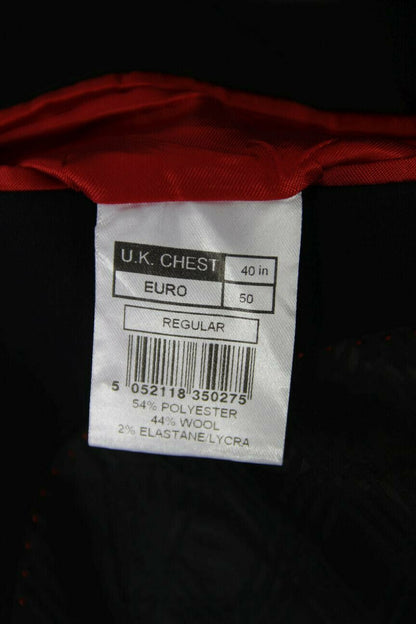 U.K. CHEST 40 in
EURO 50
REGULAR
5 052118 350275
54% POLYESTER
44% WOOL
2% ELASTANE/LYCRA